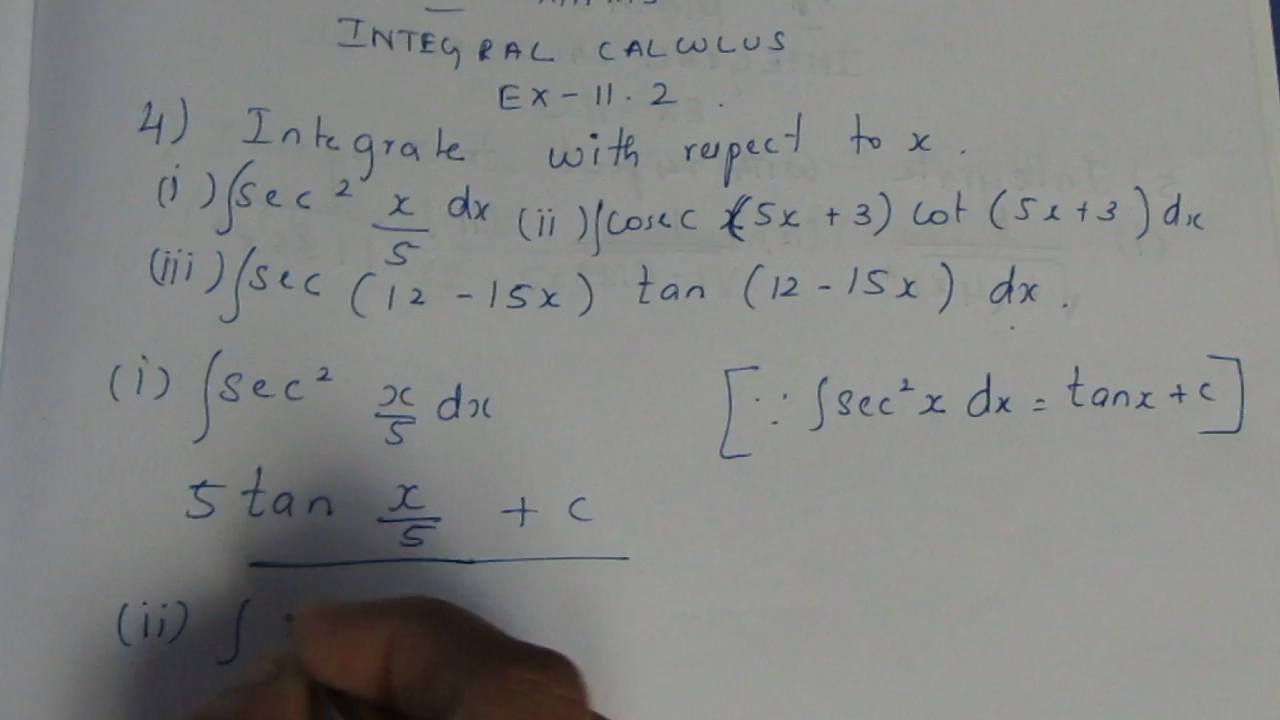 INTEGRAL CALCULUS
EX-11.2.
4) Integrate with respect to x.
(i) ∫sec² x/5 dx (ii) ∫cosec (5x + 3) cot (5x+3) dx
(iii) ∫sec (12 - 15x) tan (12 - 15x) dx.
(i) ∫sec² x/5 dx [∵ ∫sec²x dx = tanx + c]
5 tan x/5 + c
(ii) ∫